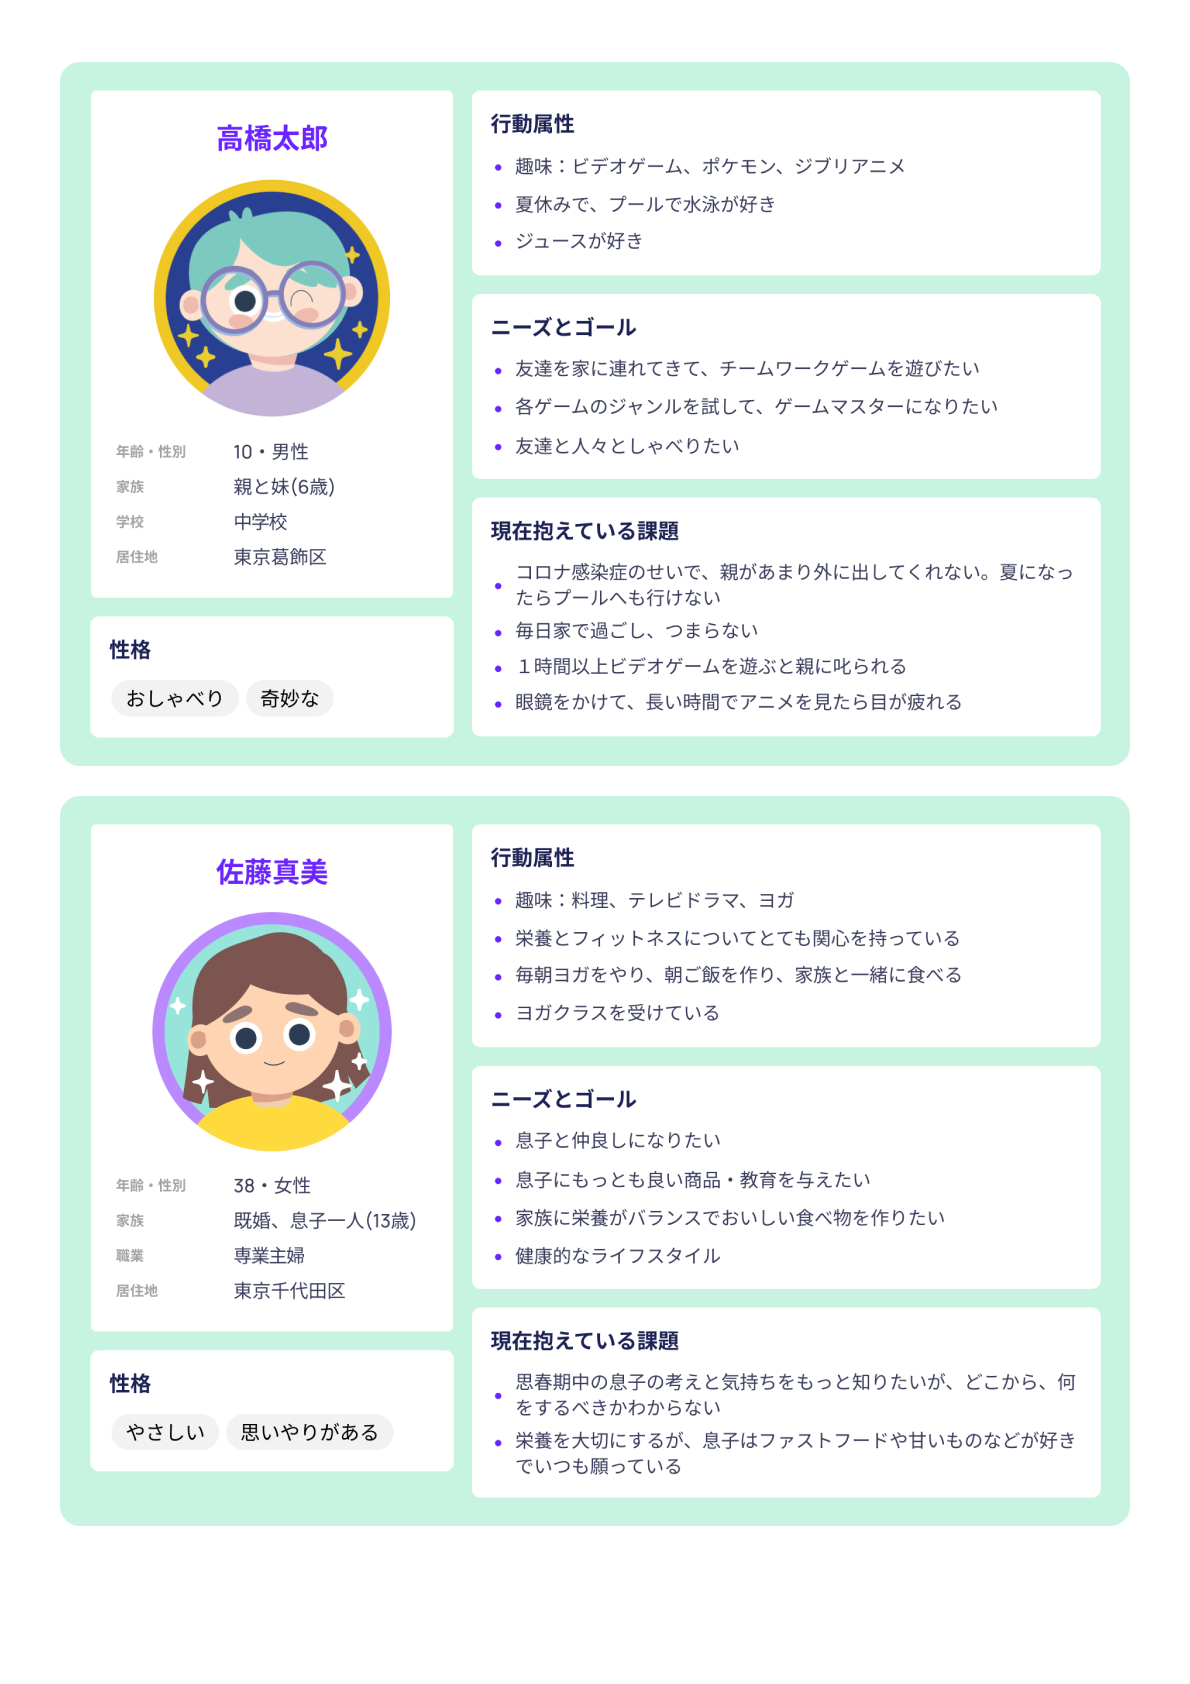 高橋太郎
年齢・性別 10・男性
家族 親と妹(6歳)
学校 中学校
居住地 東京葛飾区
性格
おしゃべり 奇妙な
行動属性
• 趣味：ビデオゲーム、ポケモン、ジブリアニメ
• 夏休みで、プールで水泳が好き
• ジュースが好き
ニーズとゴール
• 友達を家に連れてきて、チームワークゲームを遊びたい
• 各ゲームのジャンルを試して、ゲームマスターになりたい
• 友達と人々としゃべりたい
現在抱えている課題
• コロナ感染症のせいで、親があまり外に出してくれない。夏になっ
たらプールへも行けない
• 毎日家で過ごし、つまらない
• １時間以上ビデオゲームを遊ぶと親に叱られる
• 眼鏡をかけて、長い時間でアニメを見たら目が疲れる
佐藤真美
年齢・性別 38・女性
家族 既婚、息子一人(13歳)
職業 専業主婦
居住地 東京千代田区
性格
やさしい 思いやりがある
行動属性
• 趣味：料理、テレビドラマ、ヨガ
• 栄養とフィットネスについてとても関心を持っている
• 毎朝ヨガをやり、朝ご飯を作り、家族と一緒に食べる
• ヨガクラスを受けている
ニーズとゴール
• 息子と仲良しになりたい
• 息子にもっとも良い商品・教育を与えたい
• 家族に栄養がバランスでおいしい食べ物を作りたい
• 健康的なライフスタイル
現在抱えている課題
• 思春期中の息子の考えと気持ちをもっと知りたいが、どこから、何
をするべきかわからない
• 栄養を大切にするが、息子はファストフードや甘いものなどが好き
でいつも願っている